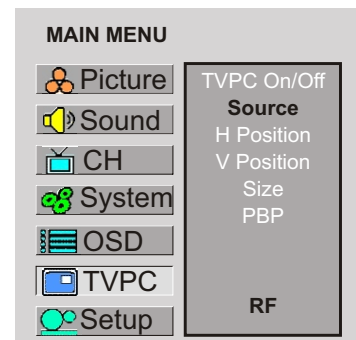 MAIN MENU
Picture
Sound
CH
System
OSD
TVPC
Setup
TVPC On/Off
Source
H Position
V Position
Size
PBP
RF